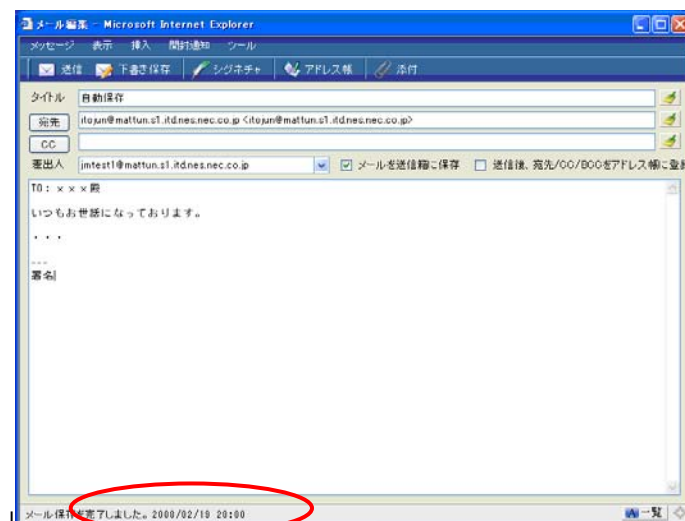 メール編集 - Microsoft Internet Explorer
メッセージ 表示 挿入 開封通知 ツール
送信 下書き保存 シグネチャ アドレス帳 添付
タイトル 自動保存
宛先 itojun@mattun.s1.itd.nes.nec.co.jp <itojun@mattun.s1.itd.nes.nec.co.jp>
CC
差出人 jmtest1@mattun.s1.itd.nes.nec.co.jp メールを送信箱に保存 送信後、宛先/CC/BCCをアドレス帳に登録
TO: ×××殿
いつもお世話になっております。
・・・
---
署名
メール保存を完了しました。2008/02/19 20:00 一覧